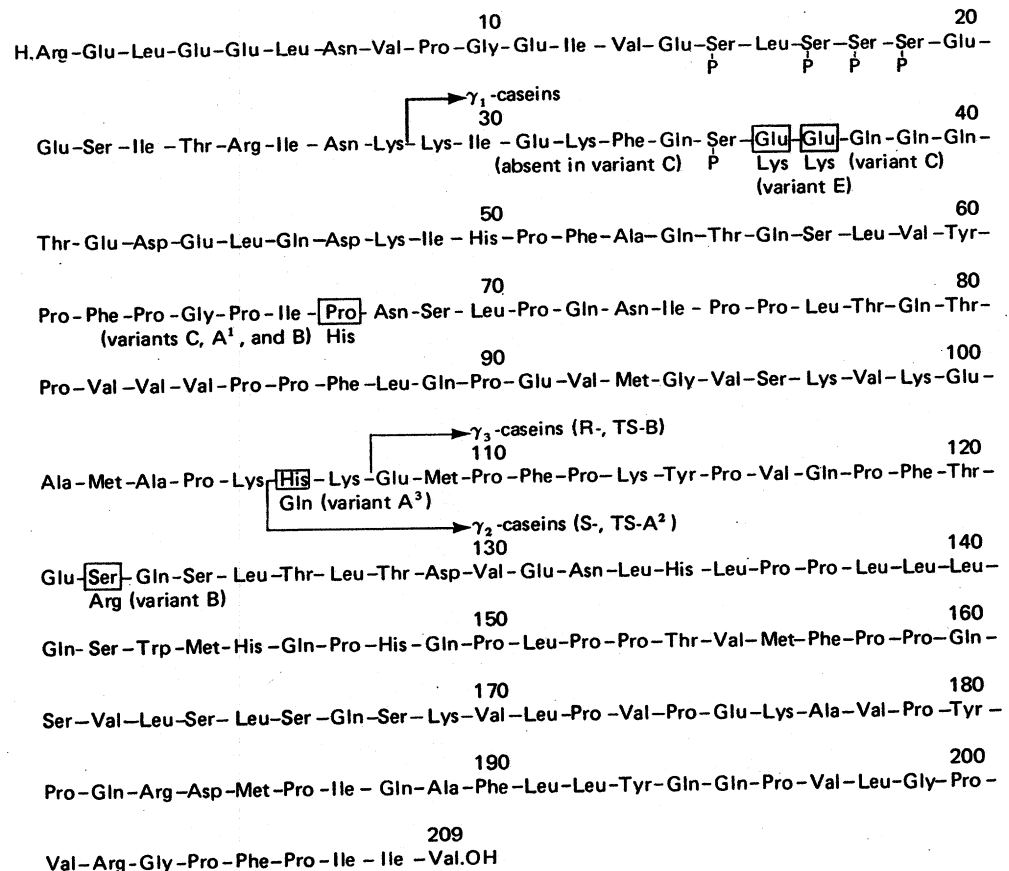 10 20
H.Arg–Glu–Leu–Glu–Glu–Leu–Asn–Val–Pro–Gly–Glu–Ile–Val–Glu–Ser–Leu–Ser–Ser–Ser–Glu–
P P P P
γ₁-caseins
30 40
Glu–Ser–Ile–Thr–Arg–Ile–Asn–Lys–Lys–Ile–Glu–Lys–Phe–Gln–Ser–Glu–Glu–Gln–Gln–Gln–
(absent in variant C) P Lys Lys (variant C)
(variant E)
50 60
Thr–Glu–Asp–Glu–Leu–Gln–Asp–Lys–Ile–His–Pro–Phe–Ala–Gln–Thr–Gln–Ser–Leu–Val–Tyr–
70 80
Pro–Phe–Pro–Gly–Pro–Ile–Pro–Asn–Ser–Leu–Pro–Gln–Asn–Ile–Pro–Pro–Leu–Thr–Gln–Thr–
(variants C, A¹, and B) His
90 100
Pro–Val–Val–Val–Pro–Pro–Phe–Leu–Gln–Pro–Glu–Val–Met–Gly–Val–Ser–Lys–Val–Lys–Glu–
γ₃-caseins (R-, TS-B)
110 120
Ala–Met–Ala–Pro–Lys–His–Lys–Glu–Met–Pro–Phe–Pro–Lys–Tyr–Pro–Val–Gln–Pro–Phe–Thr–
Gln (variant A³)
γ₂-caseins (S-, TS-A²)
130 140
Glu–Ser–Gln–Ser–Leu–Thr–Leu–Thr–Asp–Val–Glu–Asn–Leu–His–Leu–Pro–Pro–Leu–Leu–Leu–
Arg (variant B)
150 160
Gln–Ser–Trp–Met–His–Gln–Pro–His–Gln–Pro–Leu–Pro–Pro–Thr–Val–Met–Phe–Pro–Pro–Gln–
170 180
Ser–Val–Leu–Ser–Leu–Ser–Gln–Ser–Lys–Val–Leu–Pro–Val–Pro–Glu–Lys–Ala–Val–Pro–Tyr–
190 200
Pro–Gln–Arg–Asp–Met–Pro–Ile–Gln–Ala–Phe–Leu–Leu–Tyr–Gln–Gln–Pro–Val–Leu–Gly–Pro–
209
Val–Arg–Gly–Pro–Phe–Pro–Ile–Ile–Val.OH